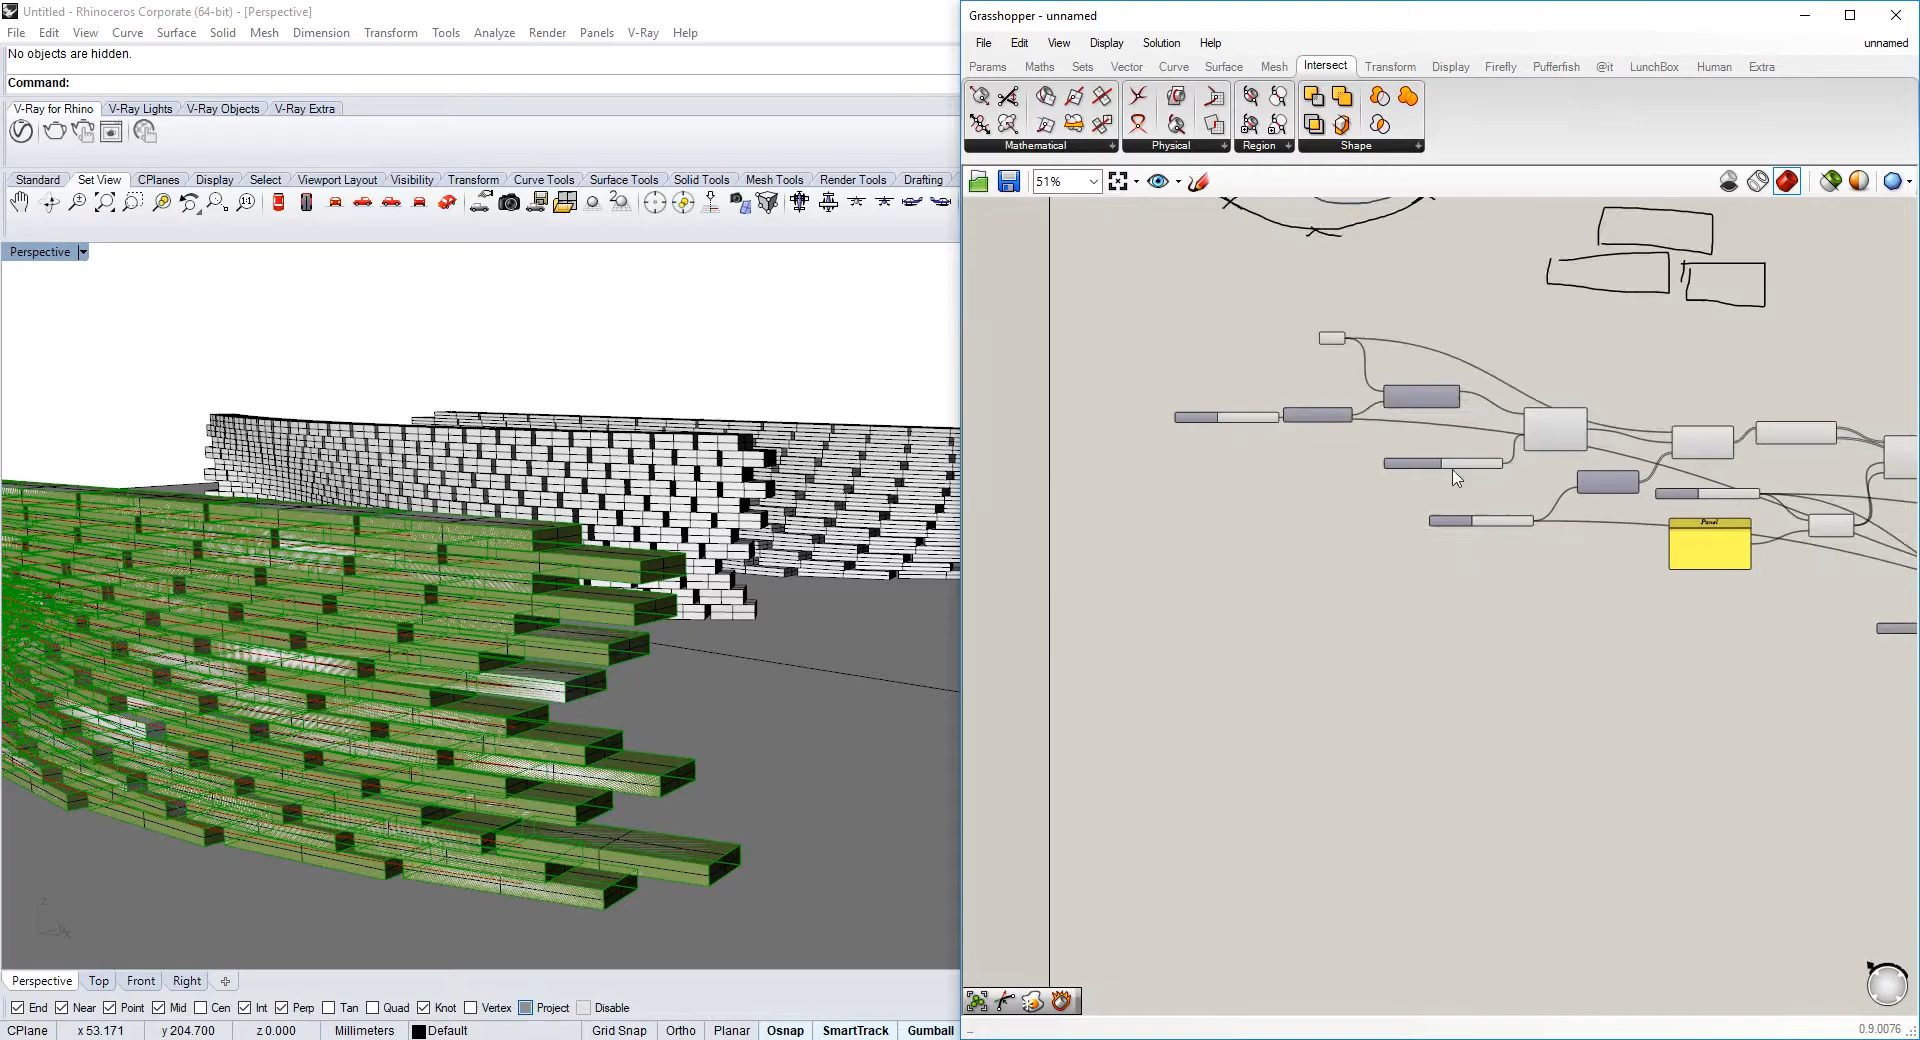 Untitled - Rhinoceros Corporate (64-bit) - [Perspective]
File Edit View Curve Surface Solid Mesh Dimension Transform Tools Analyze Render Panels V-Ray Help
No objects are hidden.
Command:
V-Ray for Rhino V-Ray Lights V-Ray Objects V-Ray Extra
Standard Set View CPlanes Display Select Viewport Layout Visibility Transform Curve Tools Surface Tools Solid Tools Mesh Tools Render Tools Drafting
Perspective
Perspective Top Front Right
End Near Point Mid Cen Int Perp Tan Quad Knot Vertex Project Disable
CPlane x 53.171 y 204.700 z 0.000 Millimeters Default Grid Snap Ortho Planar Osnap SmartTrack Gumball
Grasshopper - unnamed
File Edit View Display Solution Help unnamed
Params Maths Sets Vector Curve Surface Mesh Intersect Transform Display Firefly Pufferfish @it LunchBox Human Extra
Mathematical Physical Region Shape
51%
Panel
0.9.0076